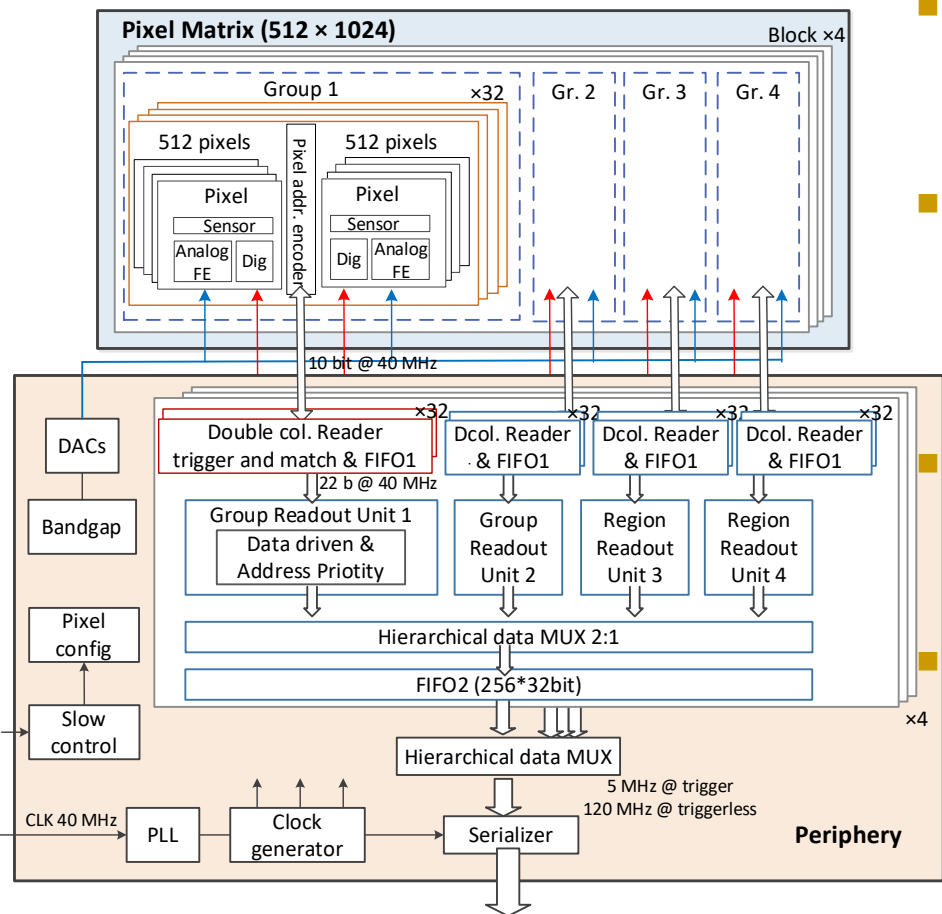 Pixel Matrix (512 × 1024)
Block ×4
Group 1
×32
Gr. 2
Gr. 3
Gr. 4
512 pixels
Pixel addr. encoder
512 pixels
Pixel
Sensor
Analog
FE
Dig
Pixel
Sensor
Dig
Analog
FE
10 bit @ 40 MHz
×32
×32
×32
×32
Double col. Reader
trigger and match & FIFO1
Dcol. Reader
& FIFO1
Dcol. Reader
& FIFO1
Dcol. Reader
& FIFO1
DACs
Bandgap
22 b @ 40 MHz
Group Readout Unit 1
Data driven &
Address Priotity
Group
Readout
Unit 2
Region
Readout
Unit 3
Region
Readout
Unit 4
Pixel
config
Hierarchical data MUX 2:1
FIFO2 (256*32bit)
×4
Slow
control
Hierarchical data MUX
5 MHz @ trigger
120 MHz @ triggerless
CLK 40 MHz
PLL
Clock
generator
Serializer
Periphery